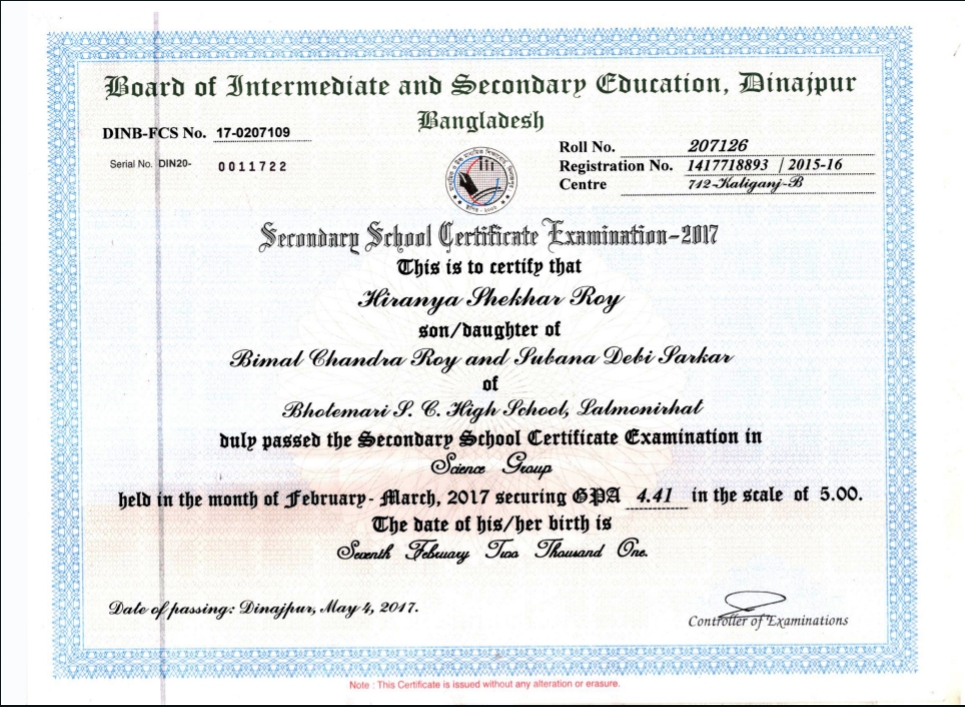 Board of Intermediate and Secondary Education, Dinajpur
Bangladesh
DINB-FCS No. 17-0207109
Serial No. DIN20- 0011722
Roll No. 207126
Registration No. 1417718893 / 2015-16
Centre 712-Kaliganj-B
Secondary School Certificate Examination-2017
This is to certify that
Hiranya Shekhar Roy
son/daughter of
Bimal Chandra Roy and Subana Debi Sarkar
of
Bhotemari S. C. High School, Lalmonirhat
duly passed the Secondary School Certificate Examination in
Science Group
held in the month of February- March, 2017 securing GPA 4.41 in the scale of 5.00.
The date of his/her birth is
Seventh February Two Thousand One.
Date of passing: Dinajpur, May 4, 2017.
Controller of Examinations
Note : This Certificate is issued without any alteration or erasure.